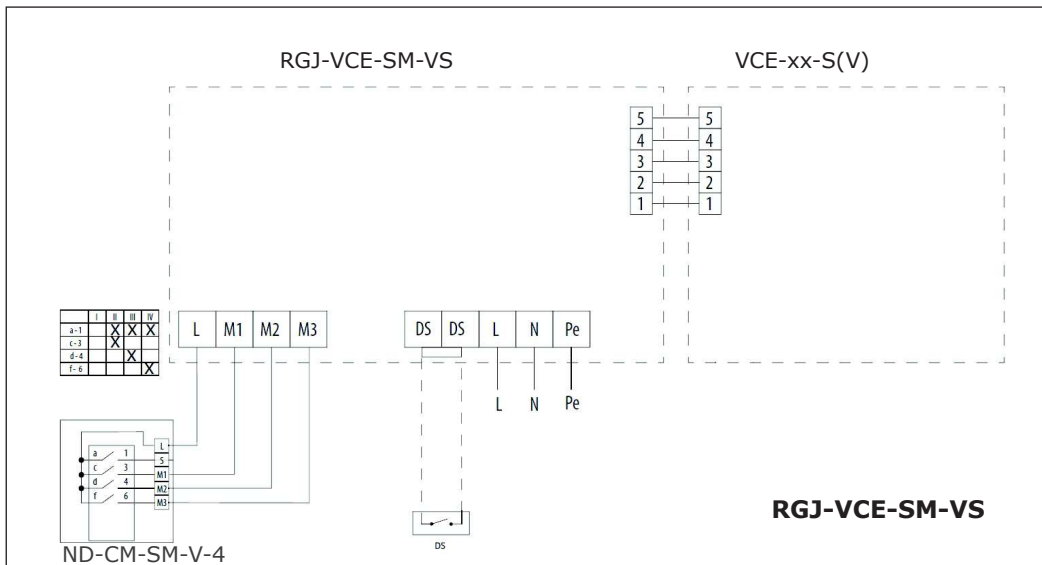 RGJ-VCE-SM-VS VCE-xx-S(V)
5 5
4 4
3 3
2 2
1 1
I II III IV
a-1 X X X
c-3 X
d-4 X
f-6 X
L M1 M2 M3 DS DS L N Pe
L N Pe
L
a 1 S
c 3 M1
d 4 M2
f 6 M3
DS
RGJ-VCE-SM-VS
ND-CM-SM-V-4